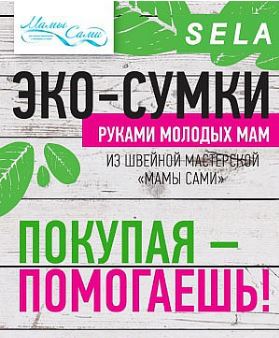 Мамы Сами
SELA
ЭКО-СУМКИ
РУКАМИ МОЛОДЫХ МАМ
ИЗ ШВЕЙНОЙ МАСТЕРСКОЙ
«МАМЫ САМИ»
ПОКУПАЯ –
ПОМОГАЕШЬ!